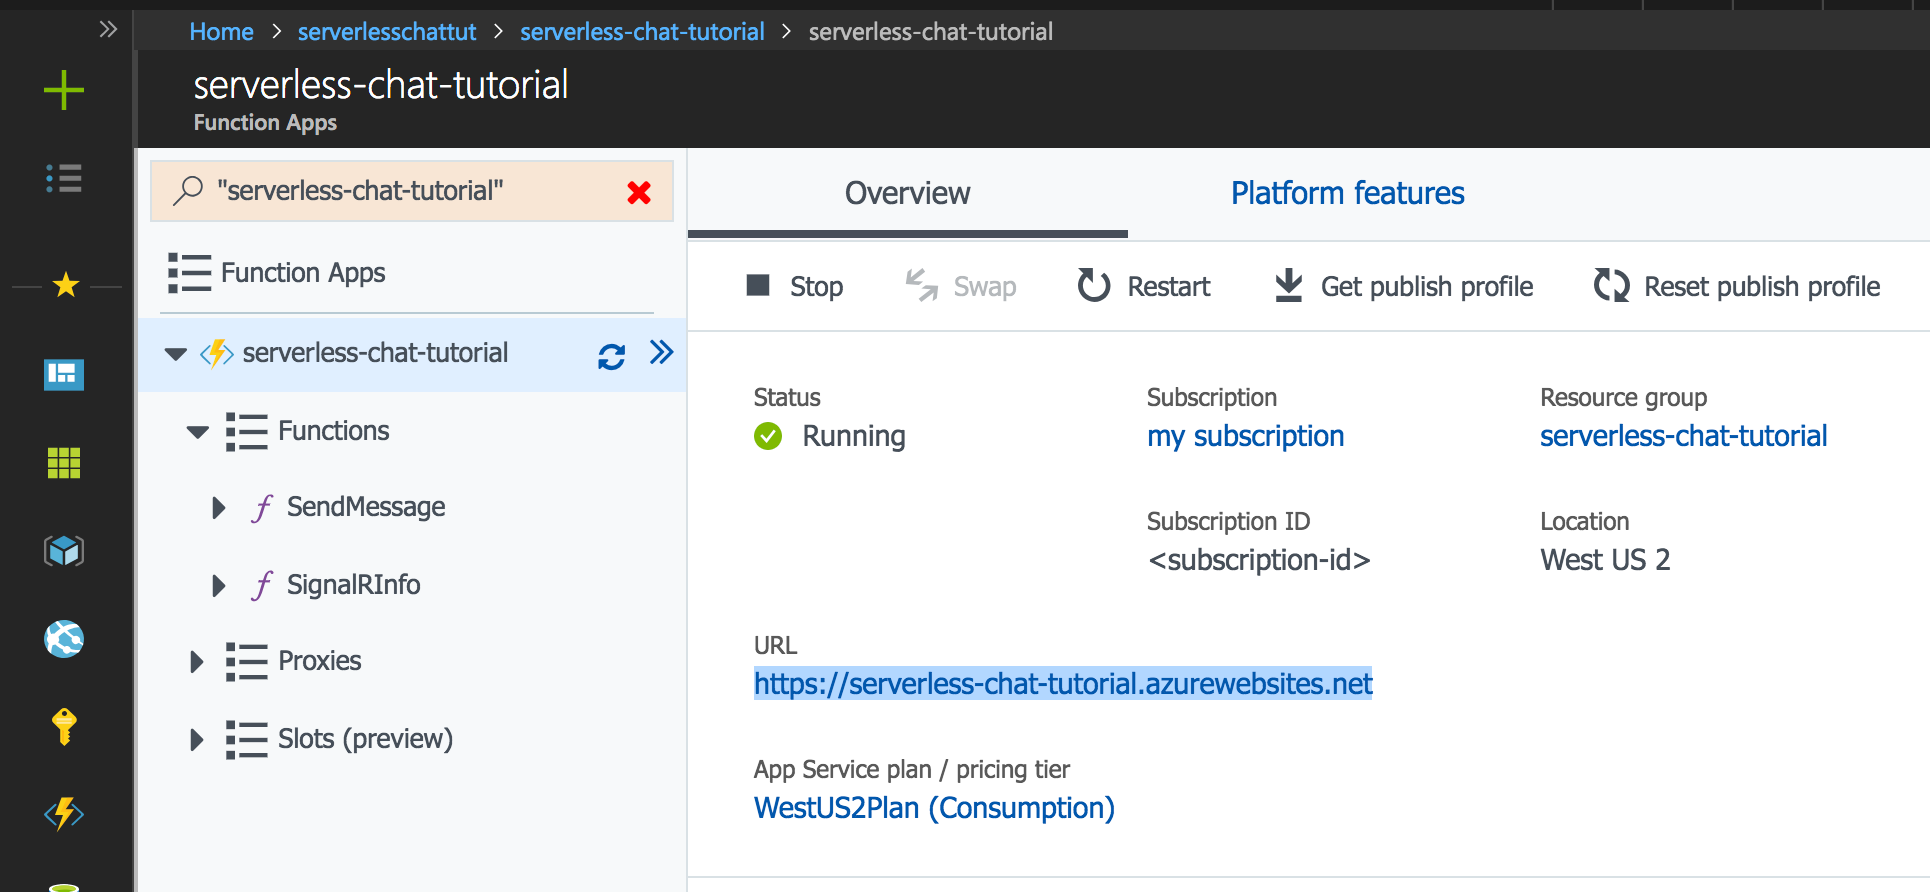 Home > serverlesschattut > serverless-chat-tutorial > serverless-chat-tutorial
serverless-chat-tutorial
Function Apps
"serverless-chat-tutorial"
Function Apps
serverless-chat-tutorial
Functions
SendMessage
SignalRInfo
Proxies
Slots (preview)
Overview
Platform features
Stop
Swap
Restart
Get publish profile
Reset publish profile
Status
Running
Subscription
my subscription
Resource group
serverless-chat-tutorial
Subscription ID
<subscription-id>
Location
West US 2
URL
https://serverless-chat-tutorial.azurewebsites.net
App Service plan / pricing tier
WestUS2Plan (Consumption)